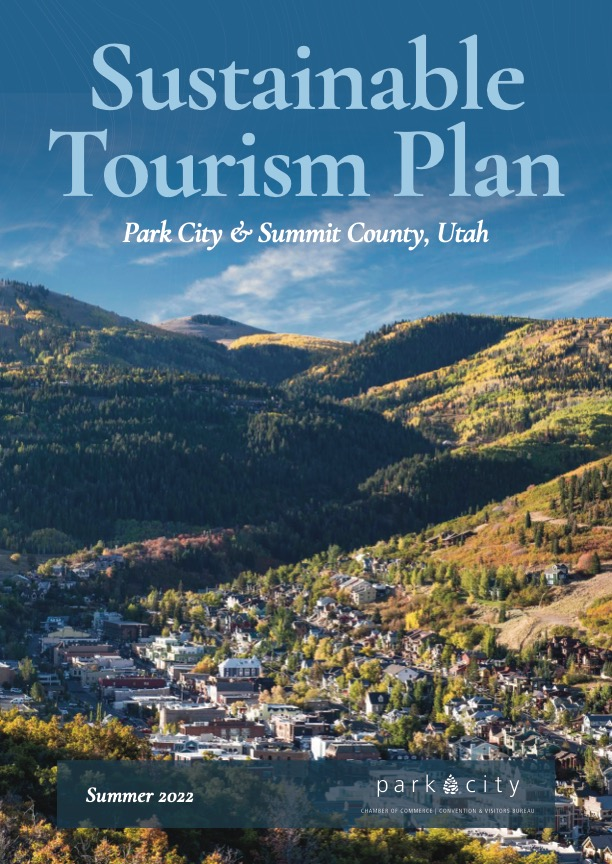 Sustainable
Tourism Plan
Park City & Summit County, Utah
Summer 2022
park city
CHAMBER OF COMMERCE | CONVENTION & VISITORS BUREAU